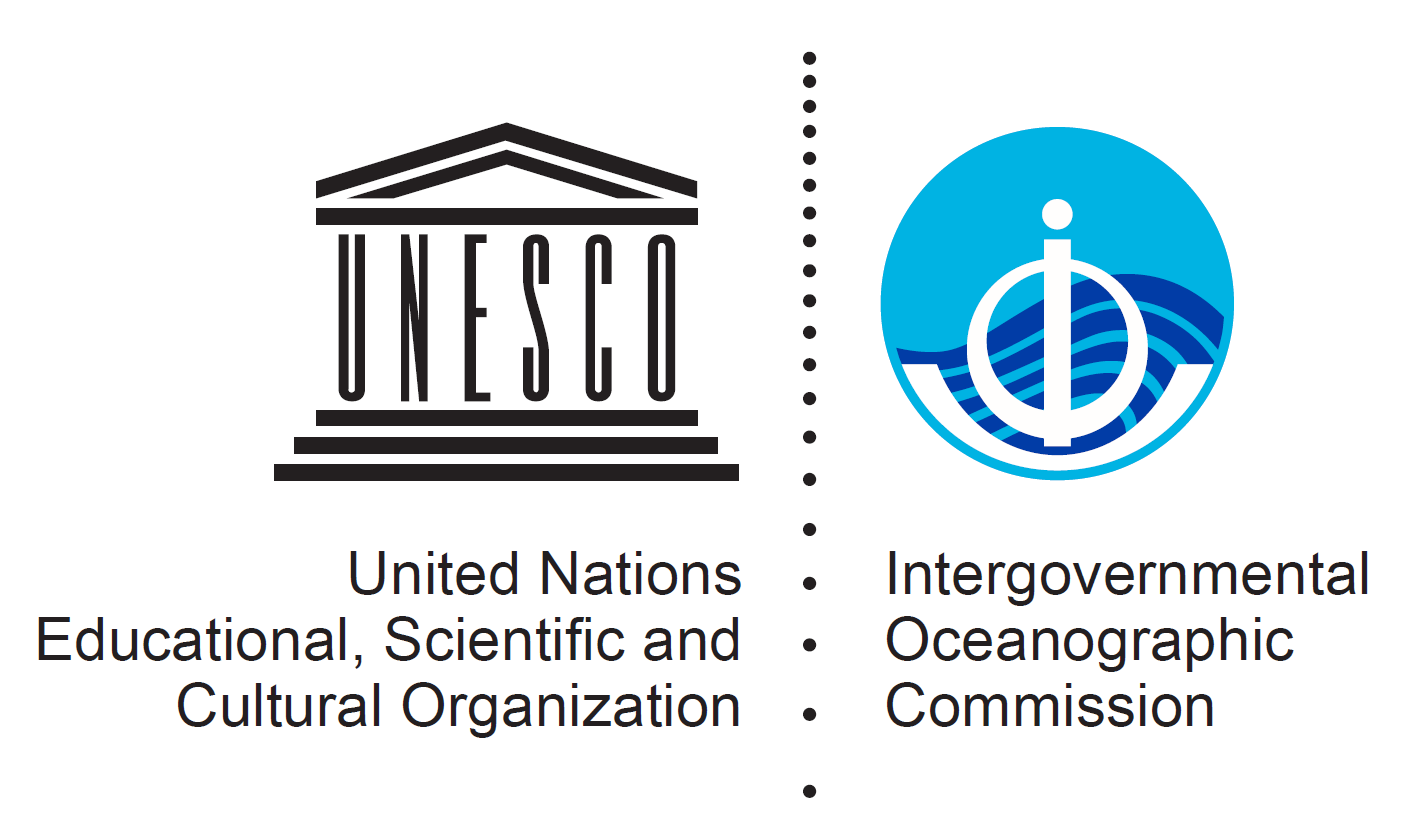 UNESCO
United Nations
Educational, Scientific and
Cultural Organization
Intergovernmental
Oceanographic
Commission